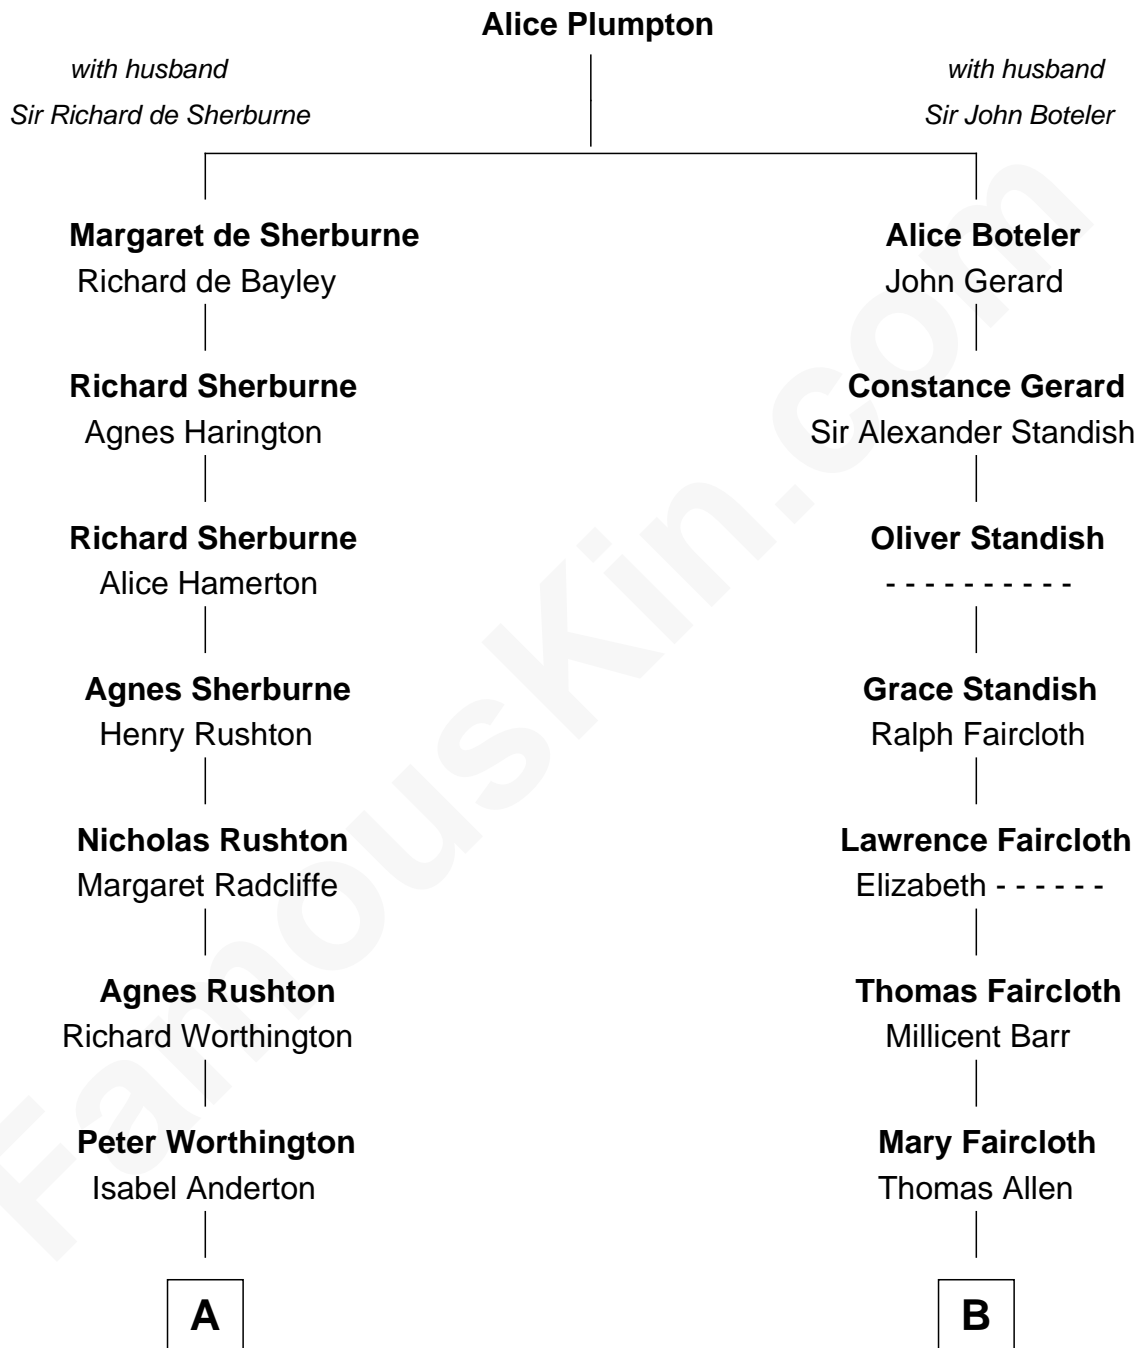 Alice Plumpton
with husband
Sir Richard de Sherburne
with husband
Sir John Boteler
Margaret de Sherburne
Richard de Bayley
Alice Boteler
John Gerard
Richard Sherburne
Agnes Harington
Constance Gerard
Sir Alexander Standish
Richard Sherburne
Alice Hamerton
Oliver Standish
- - - - - - - - - -
Agnes Sherburne
Henry Rushton
Grace Standish
Ralph Faircloth
Nicholas Rushton
Margaret Radcliffe
Lawrence Faircloth
Elizabeth - - - - - -
Agnes Rushton
Richard Worthington
Thomas Faircloth
Millicent Barr
Peter Worthington
Isabel Anderton
Mary Faircloth
Thomas Allen
A
B
FamousKin.com